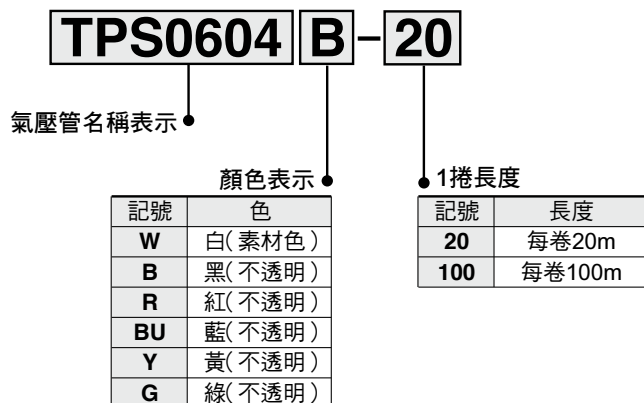 TPS0604 B-20
氣壓管名稱表示
顏色表示
記號 色
W 白(素材色)
B 黑(不透明)
R 紅(不透明)
BU 藍(不透明)
Y 黃(不透明)
G 綠(不透明)
1捲長度
記號 長度
20 每卷20m
100 每卷100m